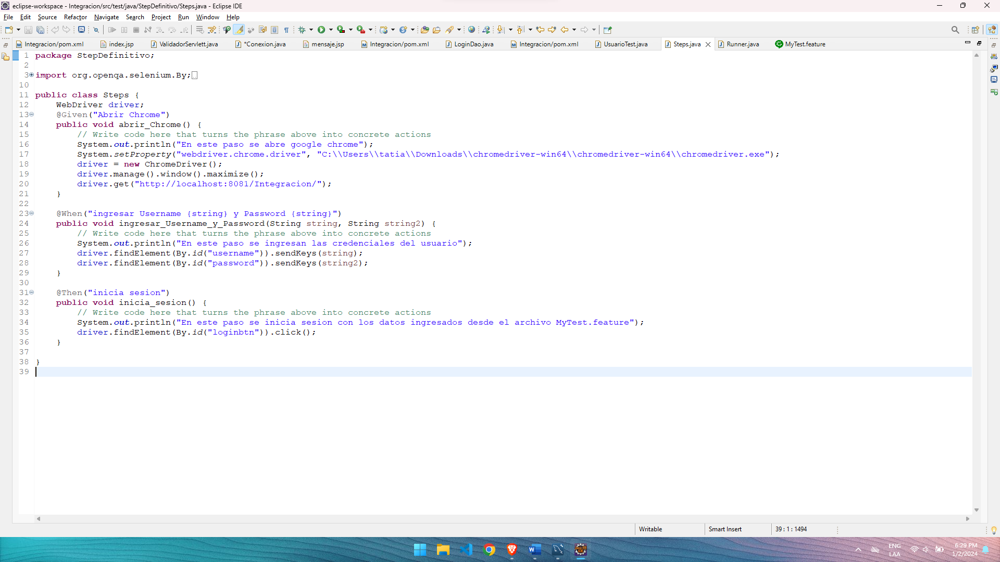 eclipse-workspace - Integracion/src/test/java/StepDefinitivo/Steps.java - Eclipse IDE
File Edit Source Refactor Navigate Search Project Run Window Help
Integracion/pom.xml index.jsp ValidadorServlett.java *Conexion.java mensaje.jsp Integracion/pom.xml LoginDao.java Integracion/pom.xml UsuarioTest.java Steps.java Runner.java MyTest.feature
1 package StepDefinitivo;
2
3 import org.openqa.selenium.By;
10
11 public class Steps {
12 WebDriver driver;
13 @Given("Abrir Chrome")
14 public void abrir_Chrome() {
15 // Write code here that turns the phrase above into concrete actions
16 System.out.println("En este paso se abre google chrome");
17 System.setProperty("webdriver.chrome.driver", "C:\\Users\\tatia\\Downloads\\chromedriver-win64\\chromedriver-win64\\chromedriver.exe");
18 driver = new ChromeDriver();
19 driver.manage().window().maximize();
20 driver.get("http://localhost:8081/Integracion/");
21 }
22
23 @When("ingresar Username {string} y Password {string}")
24 public void ingresar_Username_y_Password(String string, String string2) {
25 // Write code here that turns the phrase above into concrete actions
26 System.out.println("En este paso se ingresan las credenciales del usuario");
27 driver.findElement(By.id("username")).sendKeys(string);
28 driver.findElement(By.id("password")).sendKeys(string2);
29 }
30
31 @Then("inicia sesion")
32 public void inicia_sesion() {
33 // Write code here that turns the phrase above into concrete actions
34 System.out.println("En este paso se inicia sesion con los datos ingresados desde el archivo MyTest.feature");
35 driver.findElement(By.id("loginbtn")).click();
36 }
37
38 }
39
Writable Smart Insert 39 : 1 : 1494
ENG
LAA
6:29 PM
1/2/2024